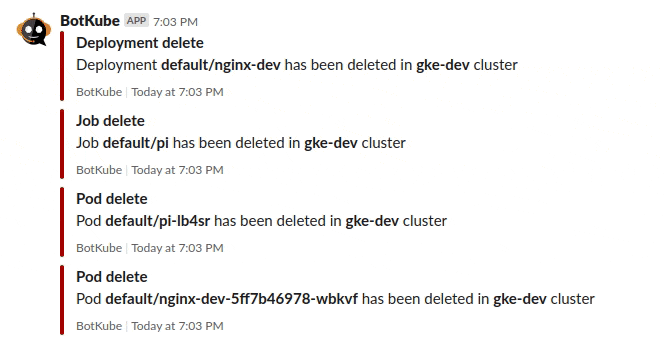 BotKube APP 7:03 PM
Deployment delete
Deployment default/nginx-dev has been deleted in gke-dev cluster
BotKube | Today at 7:03 PM
Job delete
Job default/pi has been deleted in gke-dev cluster
BotKube | Today at 7:03 PM
Pod delete
Pod default/pi-lb4sr has been deleted in gke-dev cluster
BotKube | Today at 7:03 PM
Pod delete
Pod default/nginx-dev-5ff7b46978-wbkvf has been deleted in gke-dev cluster
BotKube | Today at 7:03 PM